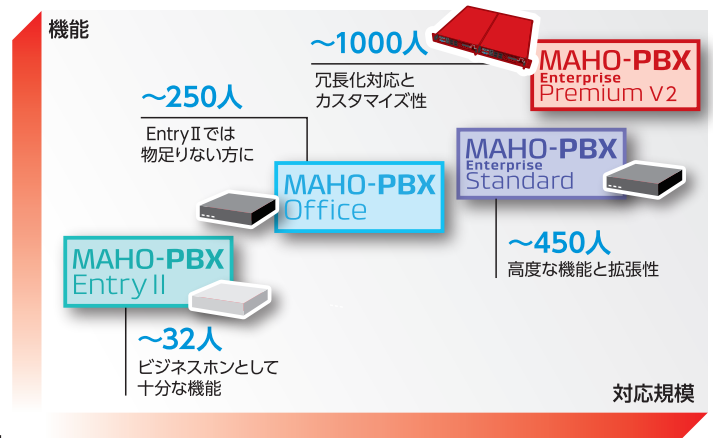 機能
～1000人
冗長化対応と
カスタマイズ性
MAHO-PBX
Enterprise
Premium V2
～250人
EntryⅡでは
物足りない方に
MAHO-PBX
Office
MAHO-PBX
Enterprise
Standard
～450人
高度な機能と拡張性
MAHO-PBX
Entry II
～32人
ビジネスホンとして
十分な機能
対応規模